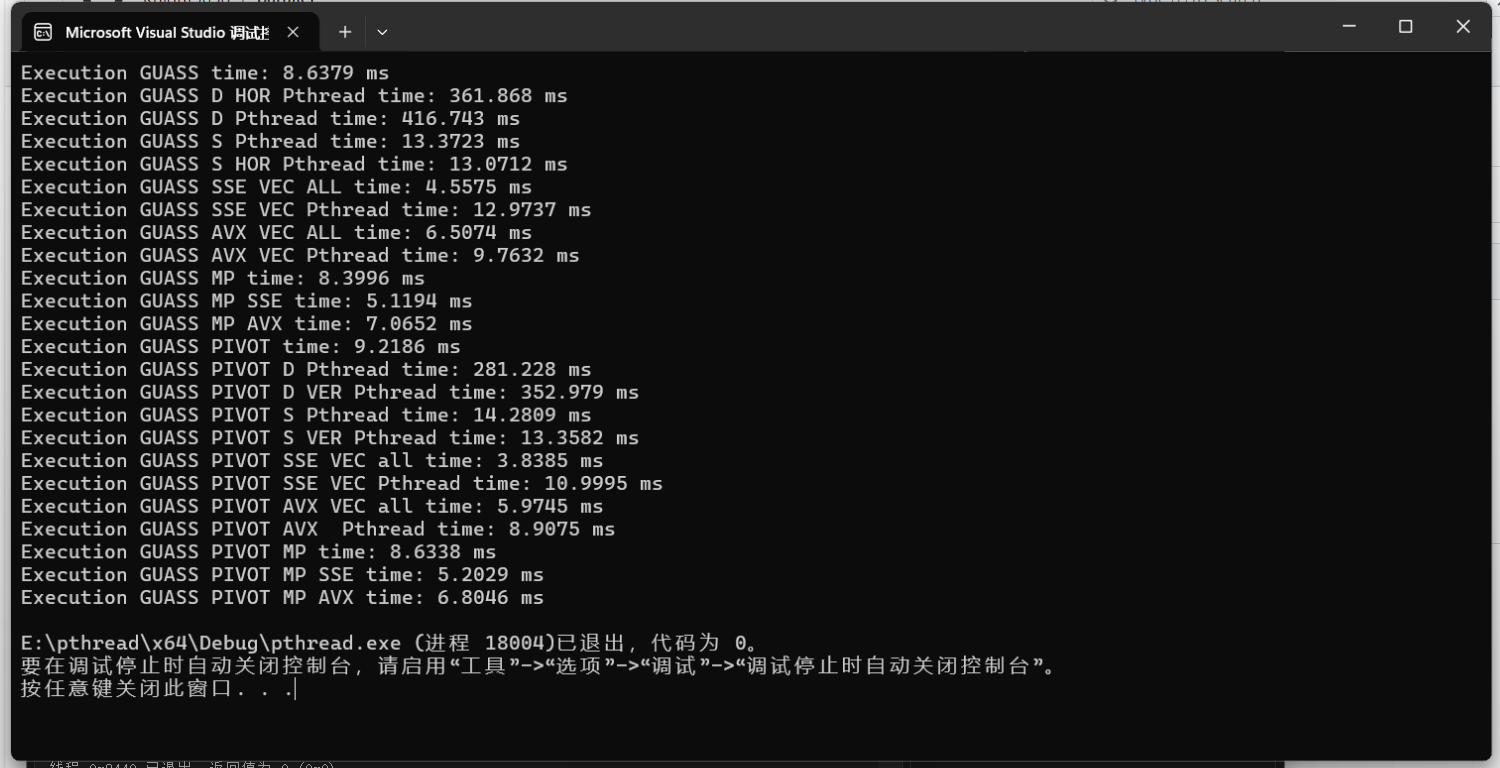 Microsoft Visual Studio 调试
Execution GUASS time: 8.6379 ms
Execution GUASS D HOR Pthread time: 361.868 ms
Execution GUASS D Pthread time: 416.743 ms
Execution GUASS S Pthread time: 13.3723 ms
Execution GUASS S HOR Pthread time: 13.0712 ms
Execution GUASS SSE VEC ALL time: 4.5575 ms
Execution GUASS SSE VEC Pthread time: 12.9737 ms
Execution GUASS AVX VEC ALL time: 6.5074 ms
Execution GUASS AVX VEC Pthread time: 9.7632 ms
Execution GUASS MP time: 8.3996 ms
Execution GUASS MP SSE time: 5.1194 ms
Execution GUASS MP AVX time: 7.0652 ms
Execution GUASS PIVOT time: 9.2186 ms
Execution GUASS PIVOT D Pthread time: 281.228 ms
Execution GUASS PIVOT D VER Pthread time: 352.979 ms
Execution GUASS PIVOT S Pthread time: 14.2809 ms
Execution GUASS PIVOT S VER Pthread time: 13.3582 ms
Execution GUASS PIVOT SSE VEC all time: 3.8385 ms
Execution GUASS PIVOT SSE VEC Pthread time: 10.9995 ms
Execution GUASS PIVOT AVX VEC all time: 5.9745 ms
Execution GUASS PIVOT AVX  Pthread time: 8.9075 ms
Execution GUASS PIVOT MP time: 8.6338 ms
Execution GUASS PIVOT MP SSE time: 5.2029 ms
Execution GUASS PIVOT MP AVX time: 6.8046 ms
E:\pthread\x64\Debug\pthread.exe (进程 18004)已退出，代码为 0。
要在调试停止时自动关闭控制台，请启用“工具”->“选项”->“调试”->“调试停止时自动关闭控制台”。
按任意键关闭此窗口. . .